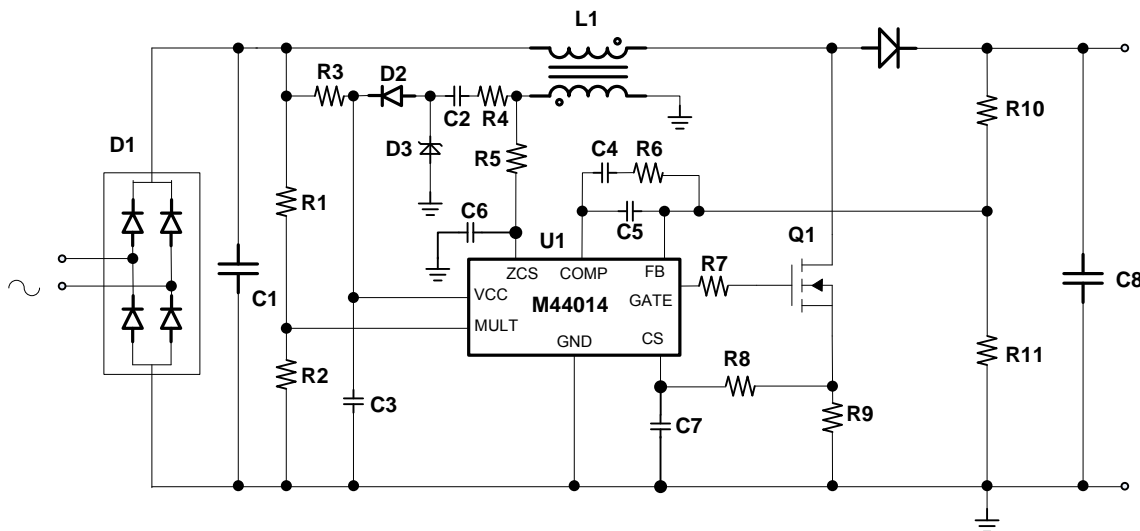 L1
R3
D2
C2
R4
R10
D1
D3
R5
C4
R6
R1
C6
C5
U1
Q1
ZCS
COMP
FB
R7
C1
VCC
M44014
GATE
C8
MULT
GND
CS
R2
R8
R11
C3
C7
R9